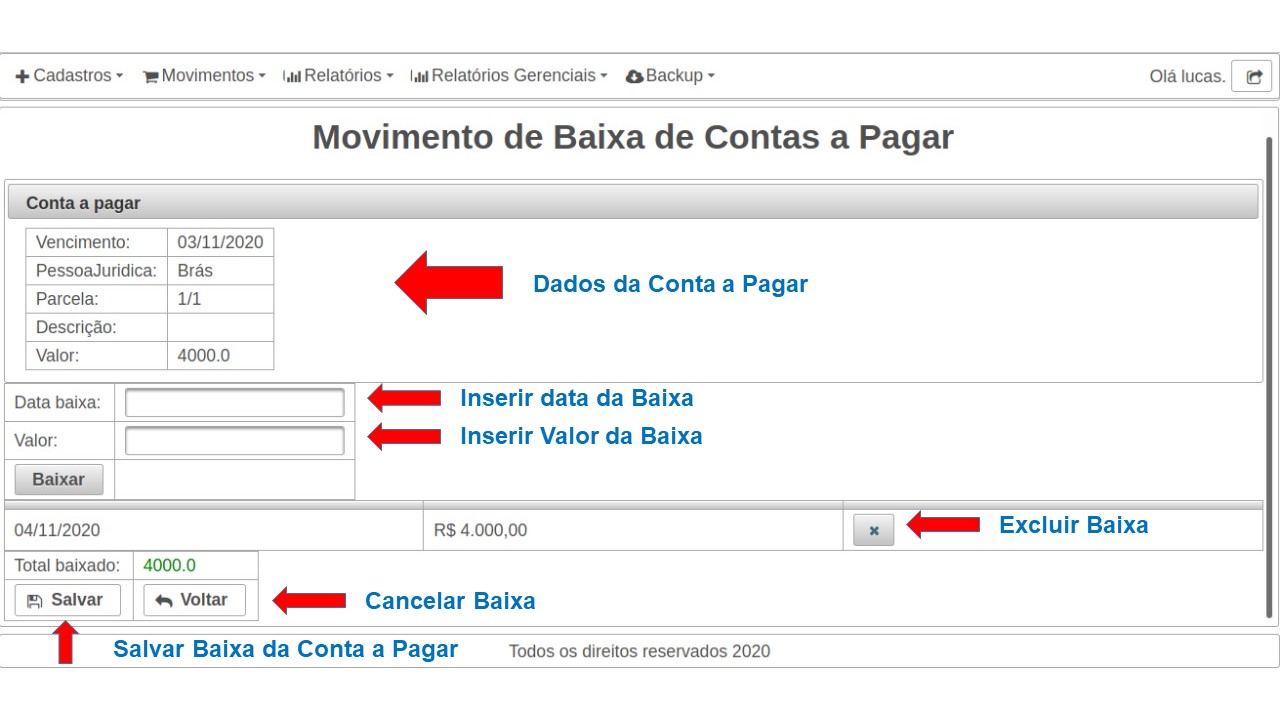 Cadastros Movimentos Relatórios Relatórios Gerenciais Backup Olá lucas.
Movimento de Baixa de Contas a Pagar
Conta a pagar
Vencimento: 03/11/2020
PessoaJuridica: Brás
Parcela: 1/1
Descrição:
Valor: 4000.0
Dados da Conta a Pagar
Data baixa: Inserir data da Baixa
Valor: Inserir Valor da Baixa
Baixar
04/11/2020 R$ 4.000,00 Excluir Baixa
Total baixado: 4000.0
Salvar Voltar Cancelar Baixa
Salvar Baixa da Conta a Pagar Todos os direitos reservados 2020